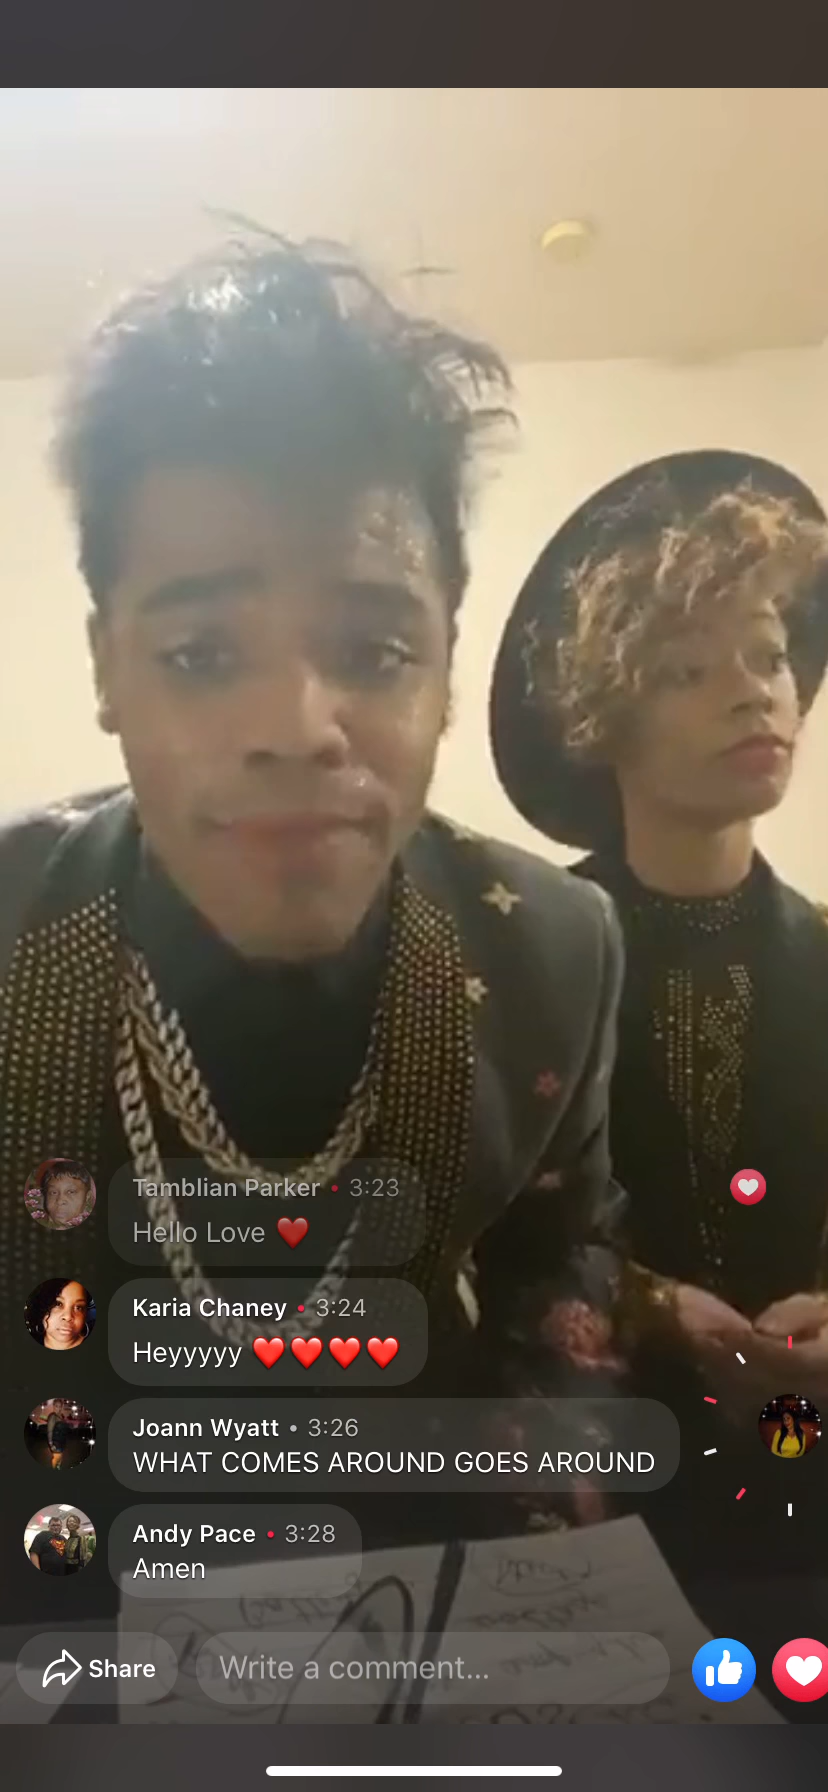 Tamblian Parker • 3:23
Hello Love ❤️
Karia Chaney • 3:24
Heyyyyy ❤️❤️❤️❤️
Joann Wyatt • 3:26
WHAT COMES AROUND GOES AROUND
Andy Pace • 3:28
Amen
Share
Write a comment...